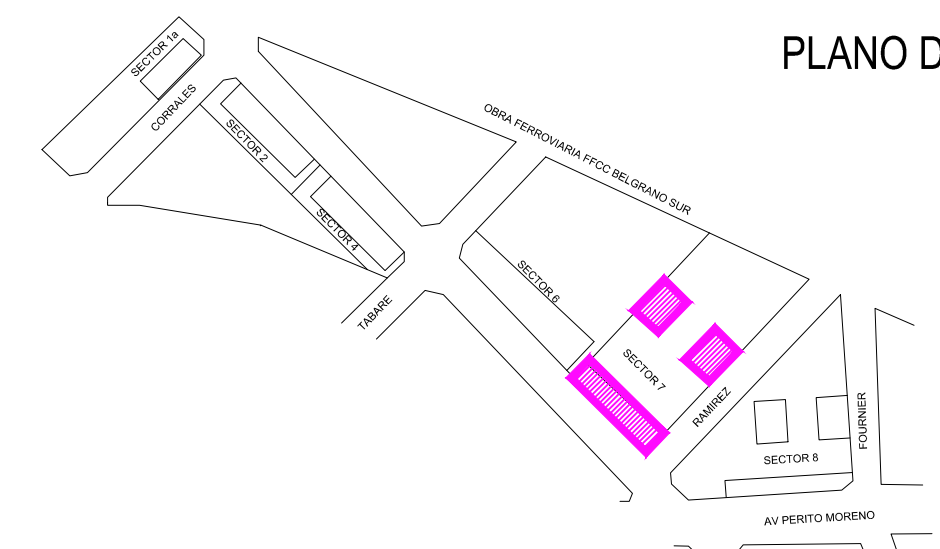 PLANO D
SECTOR 1a
CORRALES
OBRA FERROVIARIA FFCC BELGRANO SUR
SECTOR 2
SECTOR 4
SECTOR 6
TABARE
SECTOR 7
RAMIREZ
FOURNIER
SECTOR 8
AV PERITO MORENO